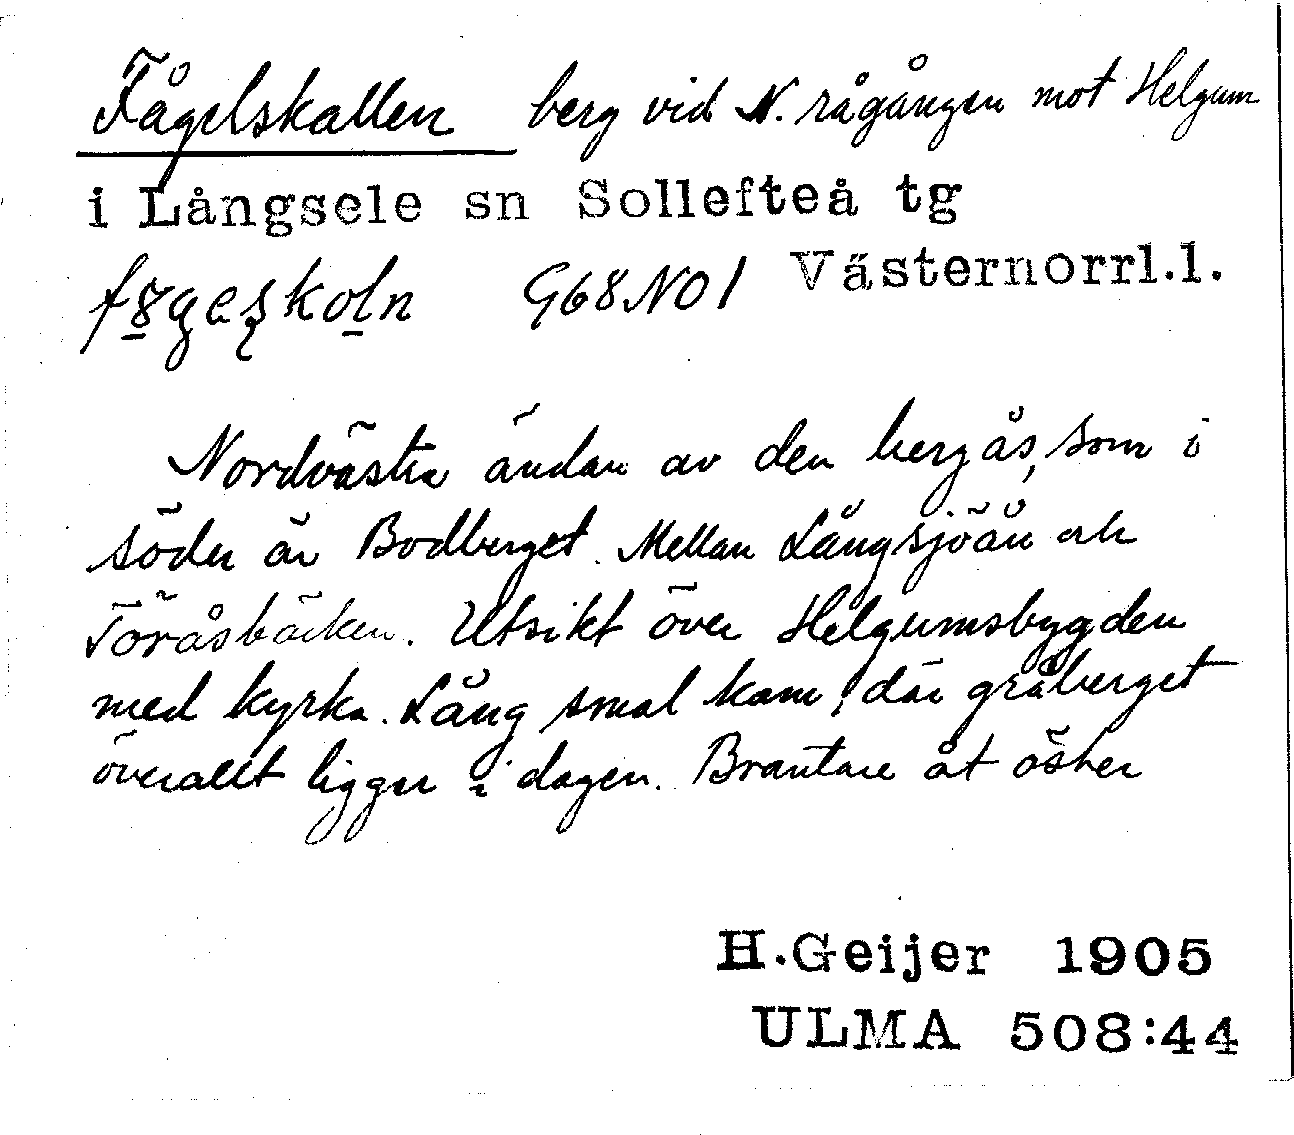 Fågelskallen berg vid N. rågången mot Helgum
i Långsele sn Sollefteå tg
Västernorrl.l.
G68NO1
Nordvästra ändan av den bergås, som i
söder är Bodberget. Mellan Långsjöån och
Töråsbäcken. Utsikt över Helgumsbygden
med kyrka. Lång smal kam, där gråberget
överallt ligger i dagen. Brantare åt öster
H.Geijer 1905
ULMA 508:44